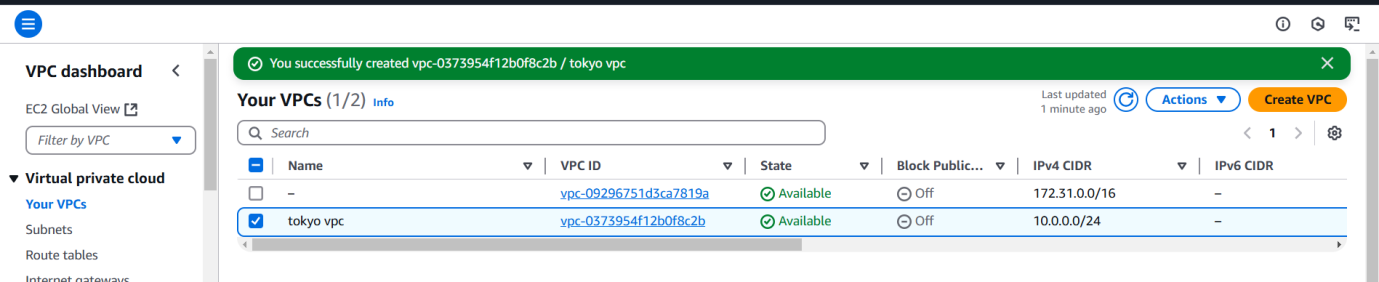 You successfully created vpc-0373954f12b0f8c2b / tokyo vpc
VPC dashboard
EC2 Global View
Filter by VPC
Virtual private cloud
Your VPCs
Subnets
Route tables
Internet gateways
Your VPCs (1/2) Info
Last updated
1 minute ago
Actions
Create VPC
Search
1
Name VPC ID State Block Public... IPv4 CIDR IPv6 CIDR
– vpc-09296751d3ca7819a Available Off 172.31.0.0/16 –
tokyo vpc vpc-0373954f12b0f8c2b Available Off 10.0.0.0/24 –